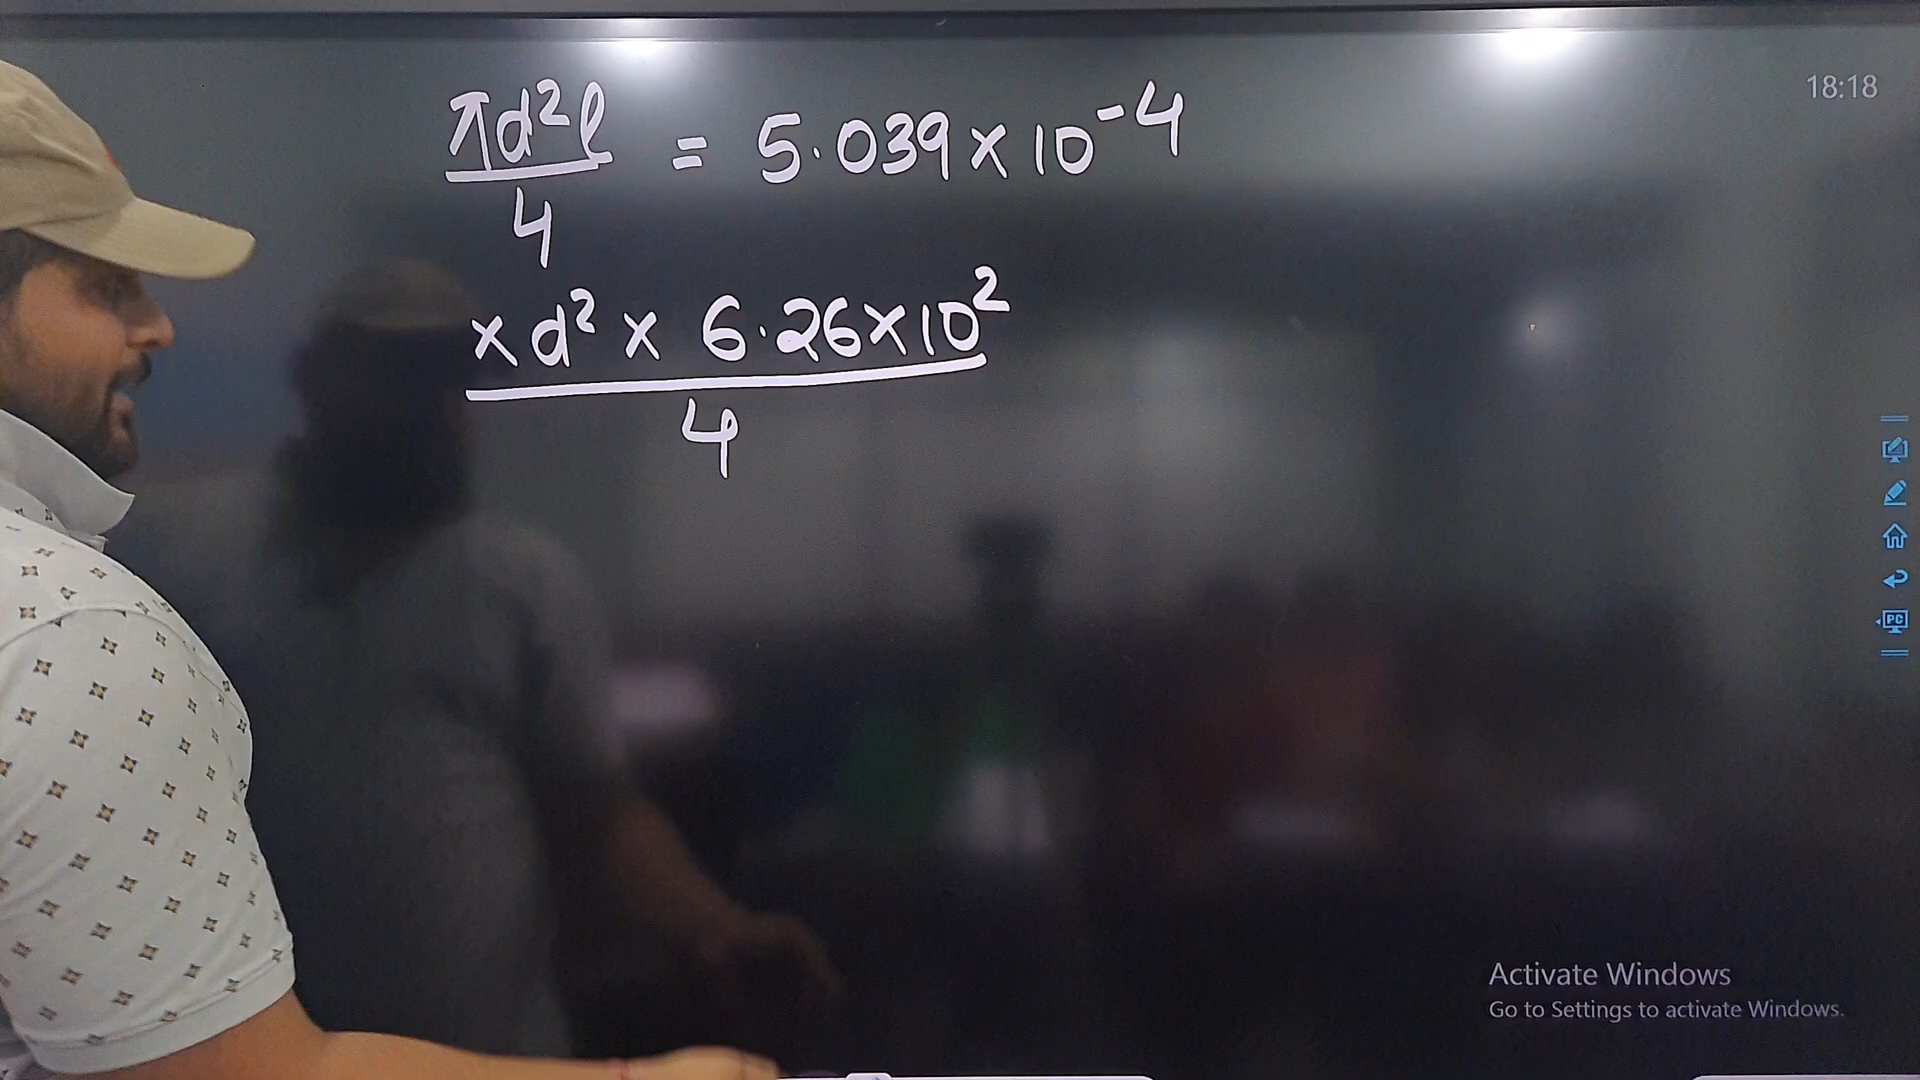 18:18
πd²l/4 = 5.039×10⁻⁴
×d² × 6.26×10²/4
PC
Activate Windows
Go to Settings to activate Windows.